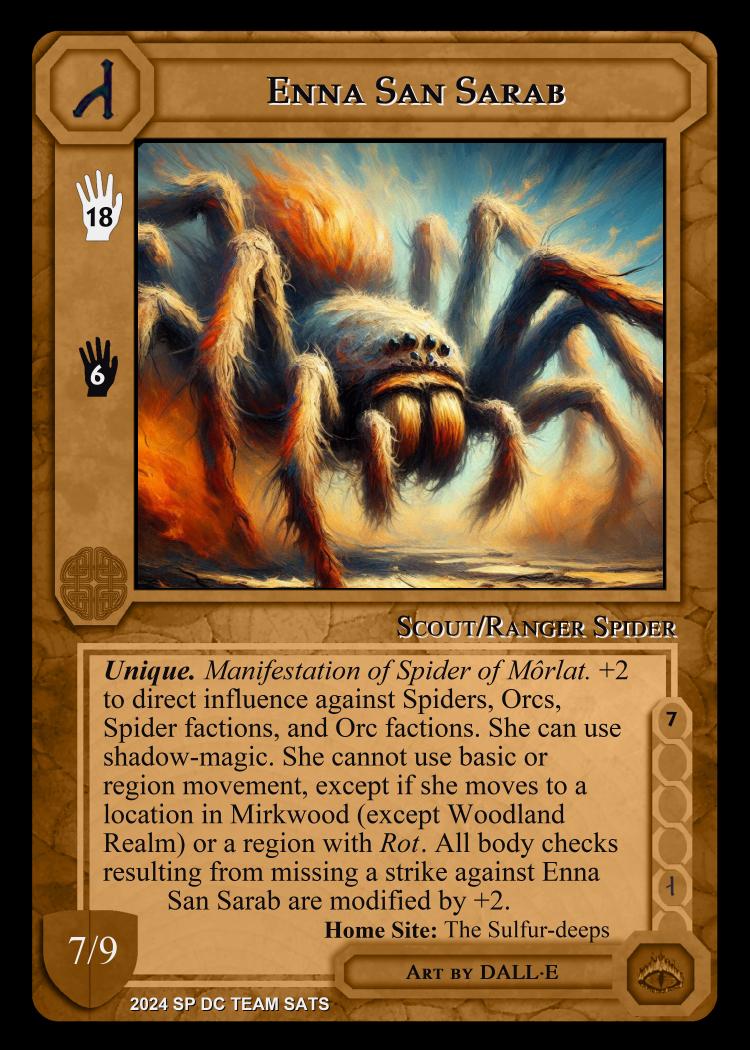 Enna San Sarab
18
6
Scout/Ranger Spider
Unique. Manifestation of Spider of Môrlat. +2
to direct influence against Spiders, Orcs,
Spider factions, and Orc factions. She can use
shadow-magic. She cannot use basic or
region movement, except if she moves to a
location in Mirkwood (except Woodland
Realm) or a region with Rot. All body checks
resulting from missing a strike against Enna
San Sarab are modified by +2.
Home Site: The Sulfur-deeps
7
7/9
Art by DALL·E
2024 SP DC TEAM SATS